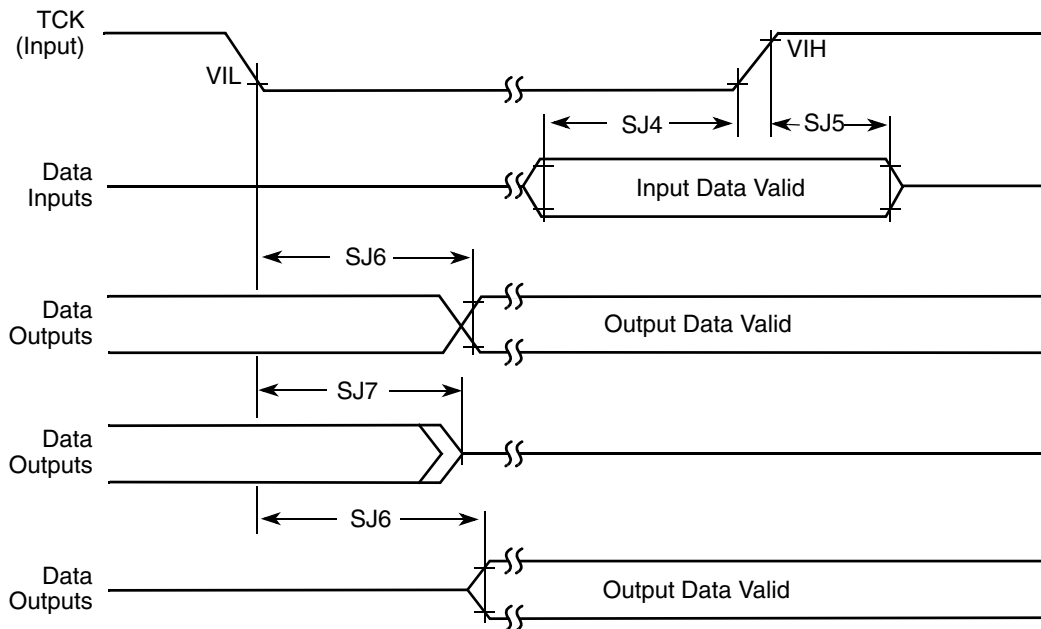 TCK
(Input)
VIL
VIH
SJ4
SJ5
Data
Inputs
Input Data Valid
SJ6
Data
Outputs
Output Data Valid
SJ7
Data
Outputs
SJ6
Data
Outputs
Output Data Valid